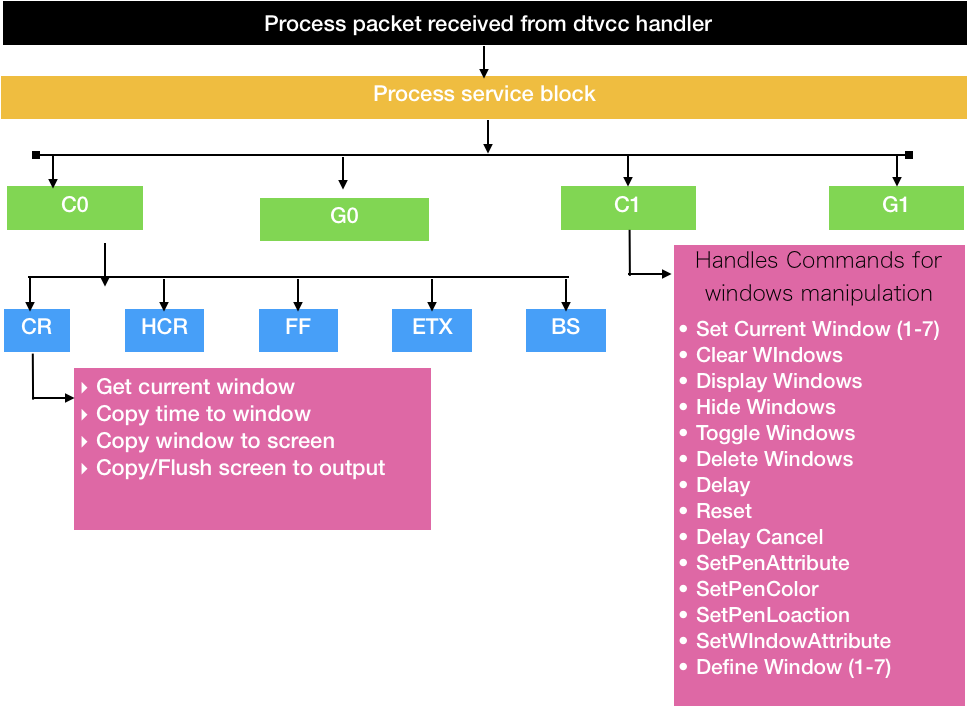 Process packet received from dtvcc handler
Process service block
C0
G0
C1
G1
CR
HCR
FF
ETX
BS
Get current window
Copy time to window
Copy window to screen
Copy/Flush screen to output
Handles Commands for
windows manipulation
Set Current Window (1-7)
Clear WIndows
Display Windows
Hide Windows
Toggle Windows
Delete Windows
Delay
Reset
Delay Cancel
SetPenAttribute
SetPenColor
SetPenLoaction
SetWIndowAttribute
Define Window (1-7)